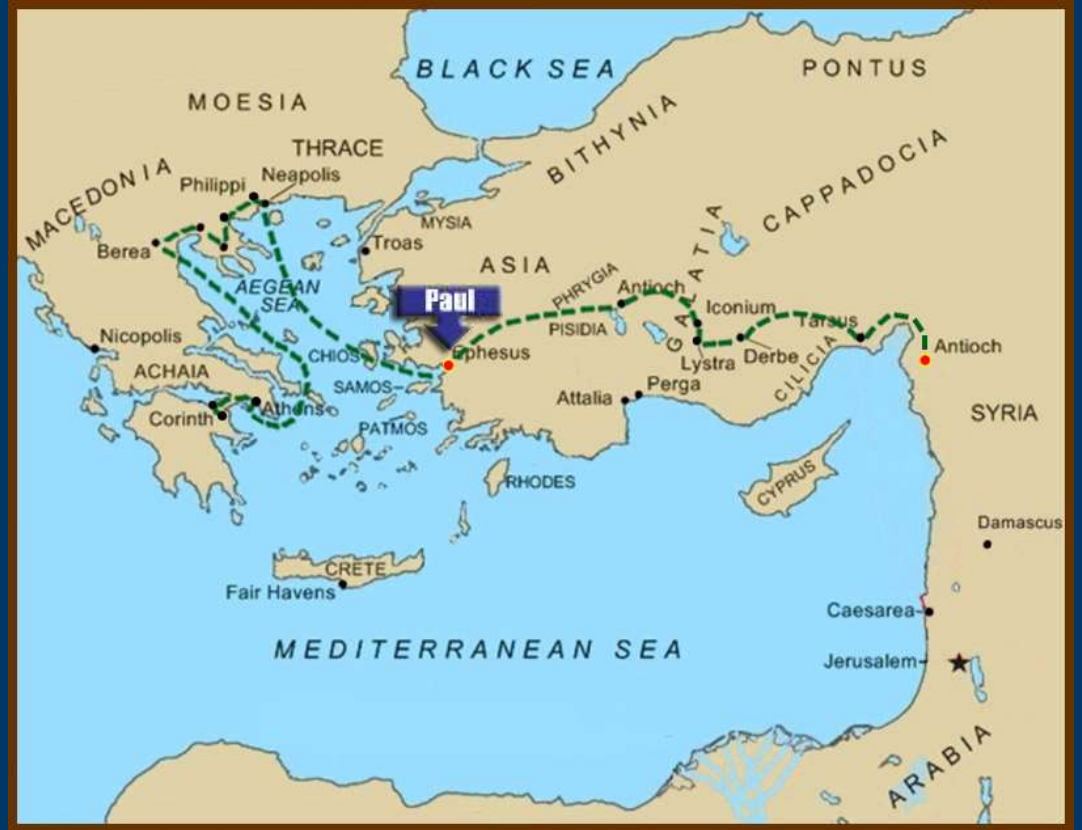 BLACK SEA
PONTUS
MOESIA
THRACE
BITHYNIA
CAPPADOCIA
MACEDONIA
Philippi
Neapolis
MYSIA
Berea
Troas
GALATIA
ASIA
AEGEAN
SEA
Paul
PHRYGIA
Antioch
PISIDIA
Iconium
Tarsus
Nicopolis
CHIOS
Ephesus
Lystra
Derbe
Antioch
ACHAIA
SAMOS
CILICIA
Corinth
Athens
Attalia
Perga
PATMOS
SYRIA
RHODES
CYPRUS
Damascus
CRETE
Fair Havens
Caesarea
MEDITERRANEAN SEA
Jerusalem
ARABIA